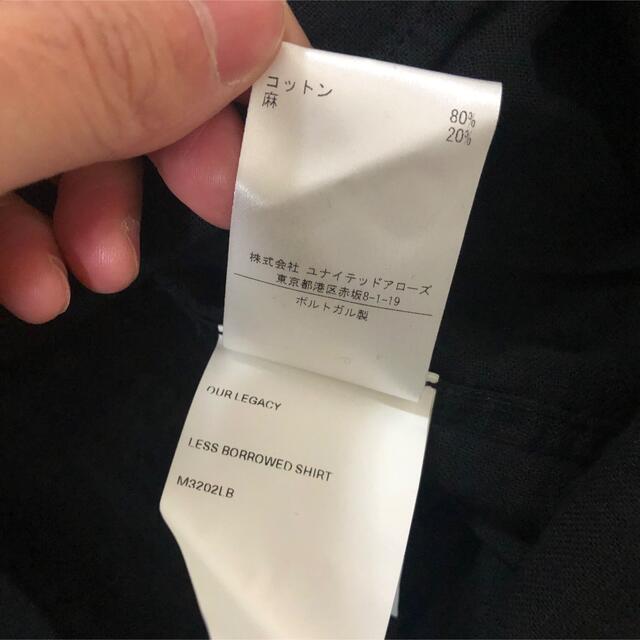 コットン 80%
麻 20%
株式会社 ユナイテッドアローズ
東京都港区赤坂8-1-19
ポルトガル製
OUR LEGACY
LESS BORROWED SHIRT
M3202LB